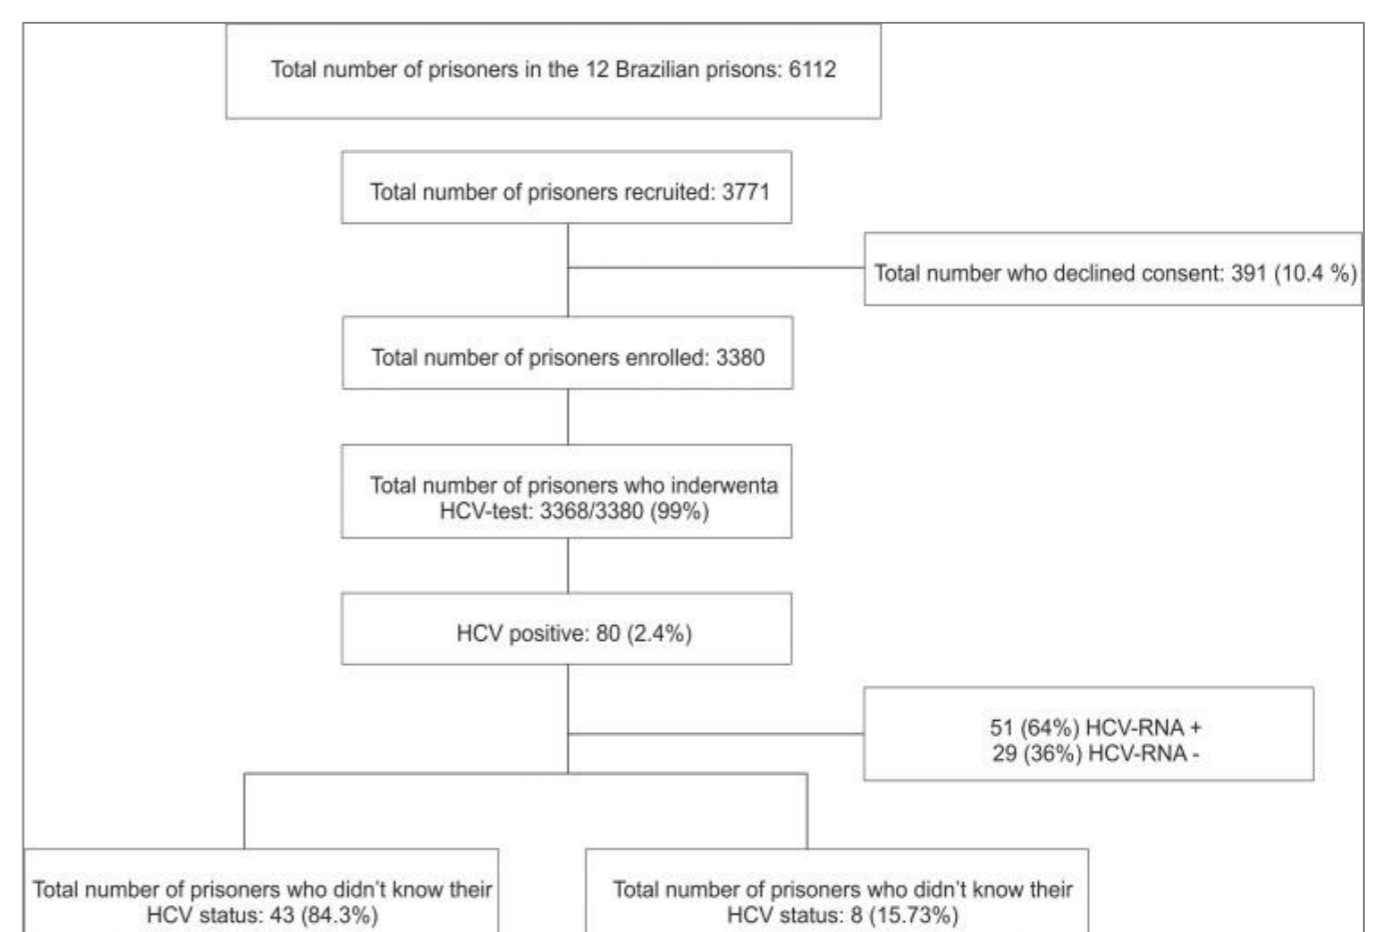 Total number of prisoners in the 12 Brazilian prisons: 6112
Total number of prisoners recruited: 3771
Total number who declined consent: 391 (10.4 %)
Total number of prisoners enrolled: 3380
Total number of prisoners who inderwenta
HCV-test: 3368/3380 (99%)
HCV positive: 80 (2.4%)
51 (64%) HCV-RNA +
29 (36%) HCV-RNA -
Total number of prisoners who didn't know their
HCV status: 43 (84.3%)
Total number of prisoners who didn't know their
HCV status: 8 (15.73%)